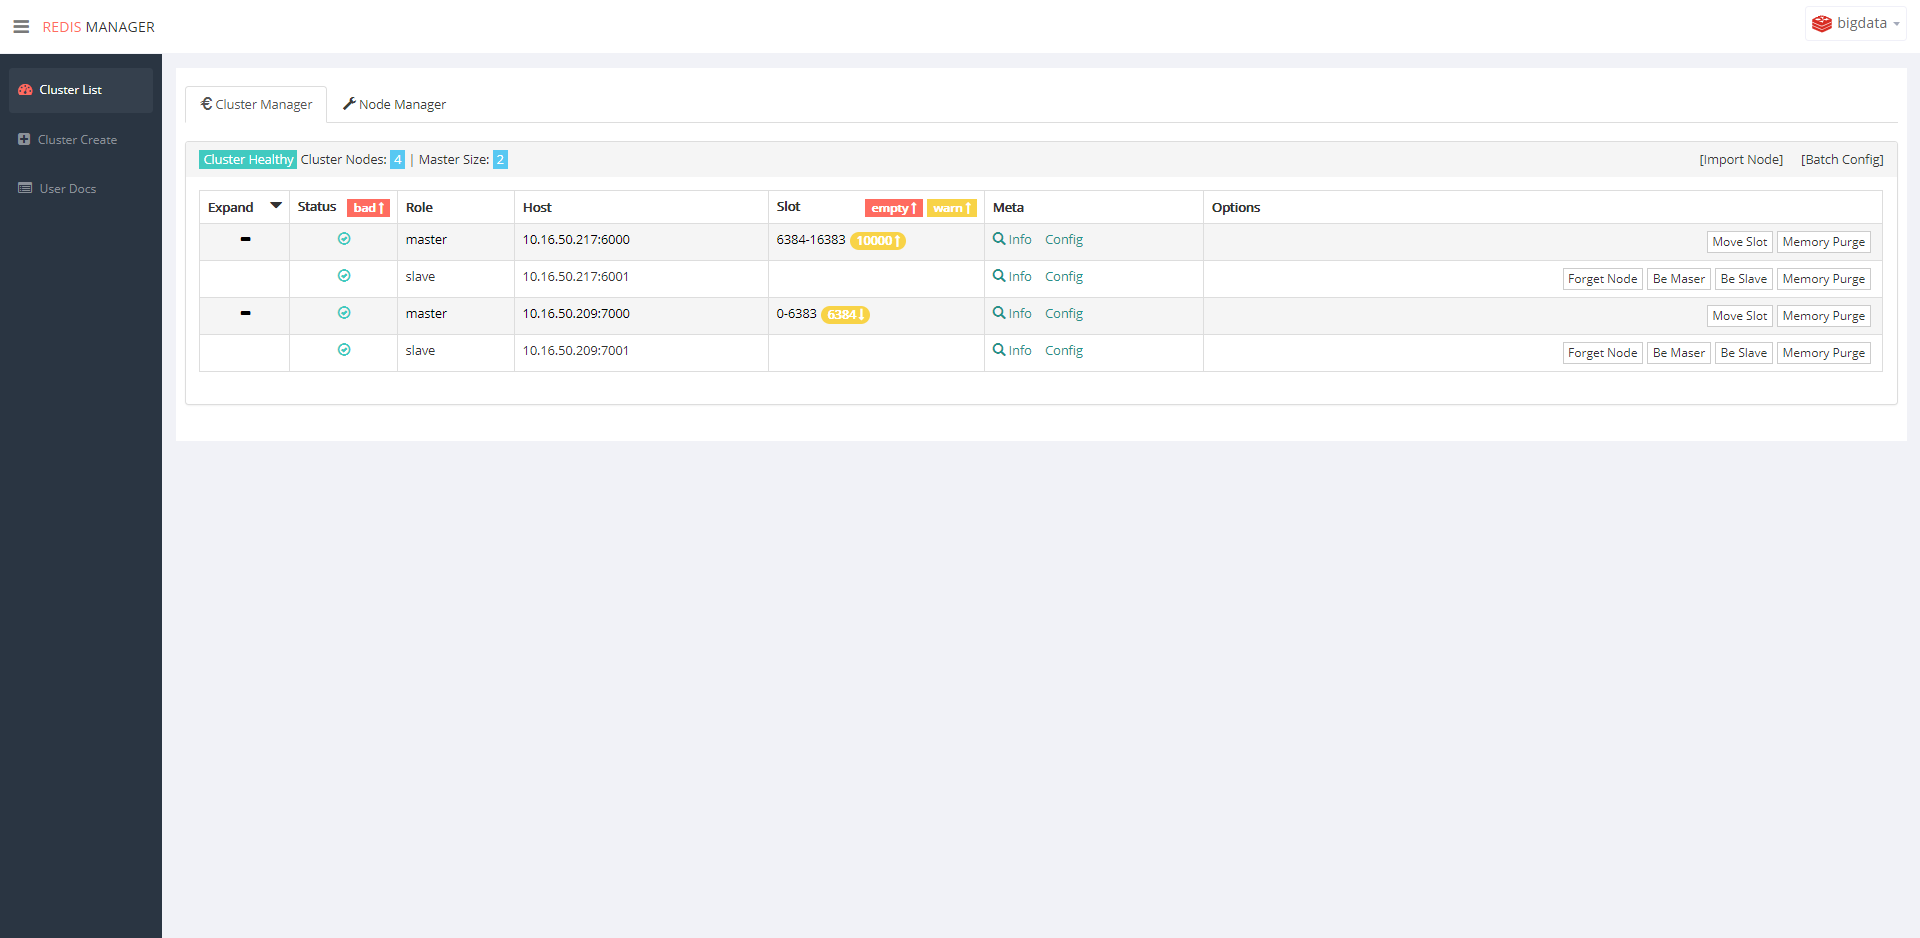 REDIS MANAGER
bigdata
Cluster List
Cluster Create
User Docs
Cluster Manager
Node Manager
Cluster Healthy Cluster Nodes: 4 | Master Size: 2
[Import Node] [Batch Config]
Expand Status bad Role Host Slot empty warn Meta Options
master 10.16.50.217:6000 6384-16383 10000 Info Config Move Slot Memory Purge
slave 10.16.50.217:6001 Info Config Forget Node Be Maser Be Slave Memory Purge
master 10.16.50.209:7000 0-6383 6384 Info Config Move Slot Memory Purge
slave 10.16.50.209:7001 Info Config Forget Node Be Maser Be Slave Memory Purge